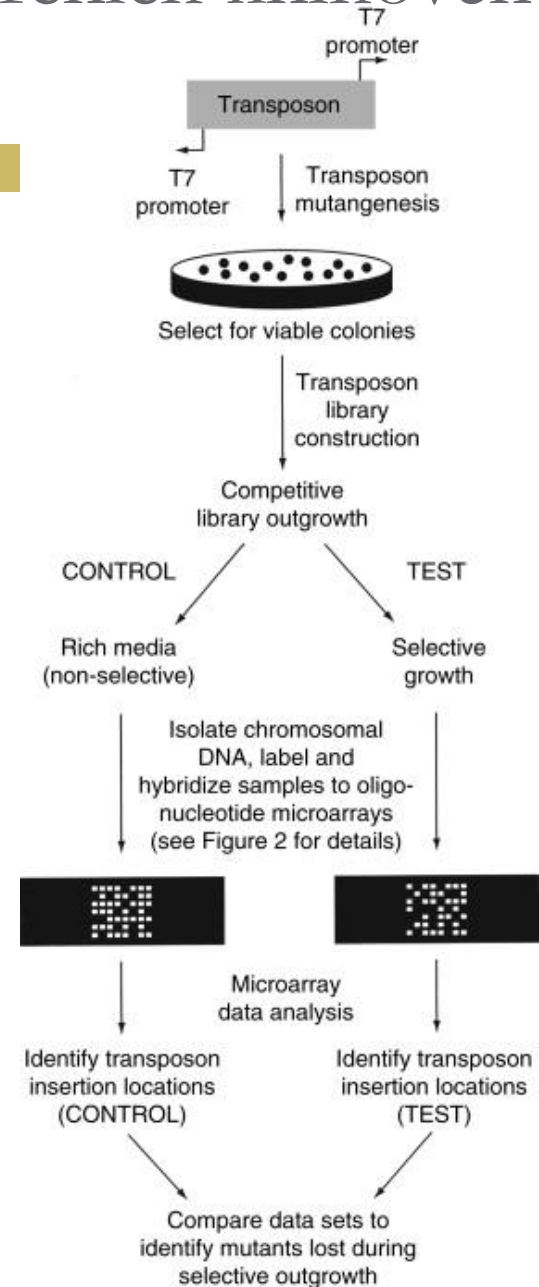 T7
promoter
Transposon
T7
promoter
Transposon
mutangenesis
Select for viable colonies
Transposon
library
construction
Competitive
library outgrowth
CONTROL
TEST
Rich media
(non-selective)
Selective
growth
Isolate chromosomal
DNA, label and
hybridize samples to oligo-
nucleotide microarrays
(see Figure 2 for details)
Microarray
data analysis
Identify transposon
insertion locations
(CONTROL)
Identify transposon
insertion locations
(TEST)
Compare data sets to
identify mutants lost during
selective outgrowth